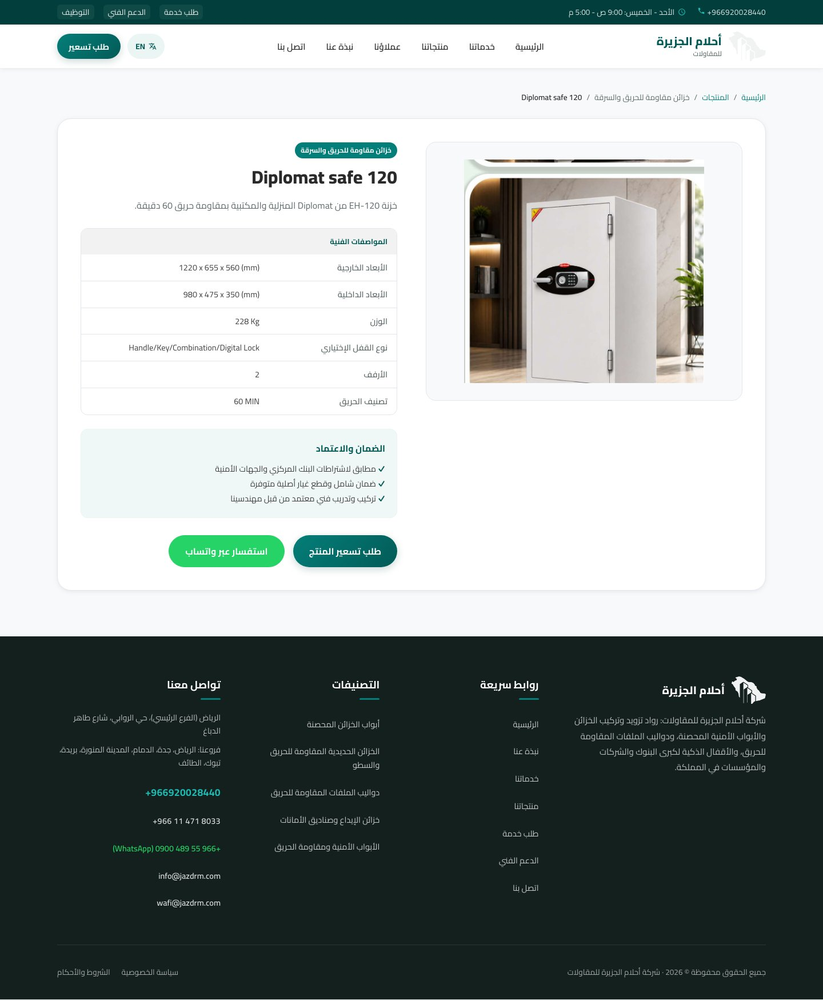 +966920028440
الأحد - الخميس: 9:00 ص - 5:00 م
طلب خدمة
الدعم الفني
التوظيف
أحلام الجزيرة
للمقاولات
الرئيسية
خدماتنا
منتجاتنا
عملاؤنا
نبذة عنا
اتصل بنا
EN
طلب تسعير
الرئيسية / المنتجات / خزائن مقاومة للحريق والسرقة / Diplomat safe 120
خزائن مقاومة للحريق والسرقة
Diplomat safe 120
خزنة EH-120 من Diplomat المنزلية والمكتبية بمقاومة حريق 60 دقيقة.
المواصفات الفنية
الأبعاد الخارجية 1220 x 655 x 560 (mm)
الأبعاد الداخلية 980 x 475 x 350 (mm)
الوزن 228 Kg
نوع القفل الإختياري Handle/Key/Combination/Digital Lock
الأرفف 2
تصنيف الحريق 60 MIN
الضمان والاعتماد
مطابق لاشتراطات البنك المركزي والجهات الأمنية
ضمان شامل وقطع غيار أصلية متوفرة
تركيب وتدريب فني معتمد من قبل مهندسينا
طلب تسعير المنتج
استفسار عبر واتساب
أحلام الجزيرة
شركة أحلام الجزيرة للمقاولات: رواد تزويد وتركيب الخزائن
والأبواب الأمنية المحصنة، ودواليب الملفات المقاومة
للحريق، والأقفال الذكية لكبرى البنوك والشركات
والمؤسسات في المملكة.
روابط سريعة
الرئيسية
نبذة عنا
خدماتنا
منتجاتنا
طلب خدمة
الدعم الفني
اتصل بنا
التصنيفات
أبواب الخزائن المحصنة
الخزائن الحديدية المقاومة للحريق
والسطو
دواليب الملفات المقاومة للحريق
خزائن الإيداع وصناديق الأمانات
الأبواب الأمنية ومقاومة الحريق
تواصل معنا
الرياض (الفرع الرئيسي)، حي الروابي، شارع طاهر
الدباغ
فروعنا: الرياض، جدة، الدمام، المدينة المنورة، بريدة،
تبوك، الطائف
+966920028440
+966 11 471 8033
+966 55 489 0900 (WhatsApp)
info@jazdrm.com
wafi@jazdrm.com
جميع الحقوق محفوظة © 2026 · شركة أحلام الجزيرة للمقاولات
سياسة الخصوصية
الشروط والأحكام